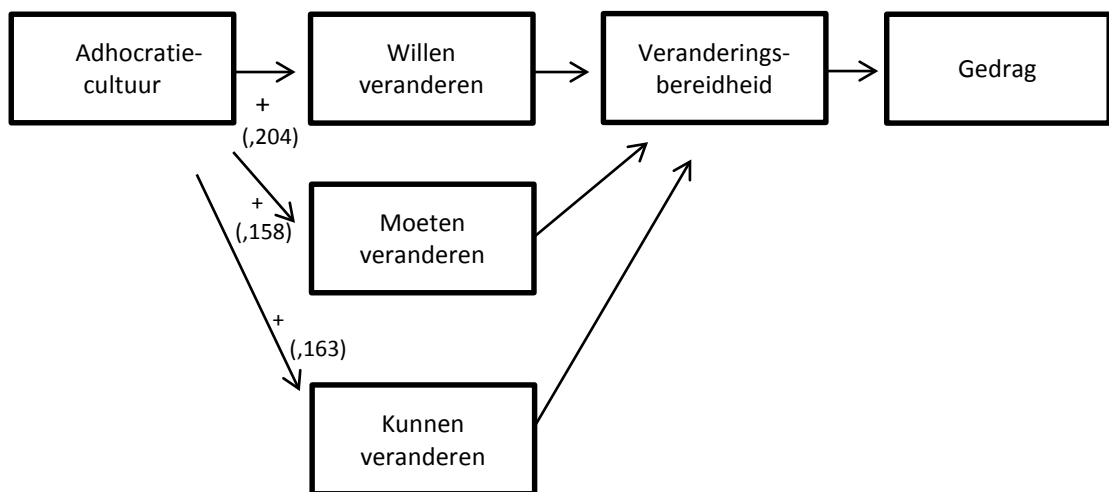 Adhocratie-
cultuur
Willen
veranderen
Veranderings-
bereidheid
Gedrag
+
(,204)
+
(,158)
Moeten
veranderen
+
(,163)
Kunnen
veranderen